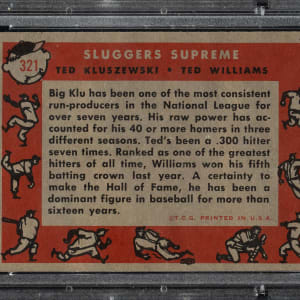 321
SLUGGERS SUPREME
TED KLUSZEWSKI • TED WILLIAMS
Big Klu has been one of the most consistent
run-producers in the National League for
over seven years. His raw power has ac-
counted for his 40 or more homers in three
different seasons. Ted's been a .300 hitter
seven times. Ranked as one of the greatest
hitters of all time, Williams won his fifth
batting crown last year. A certainty to
make the Hall of Fame, he has been a
dominant figure in baseball for more than
sixteen years.
©T.C.G. PRINTED IN U.S.A.